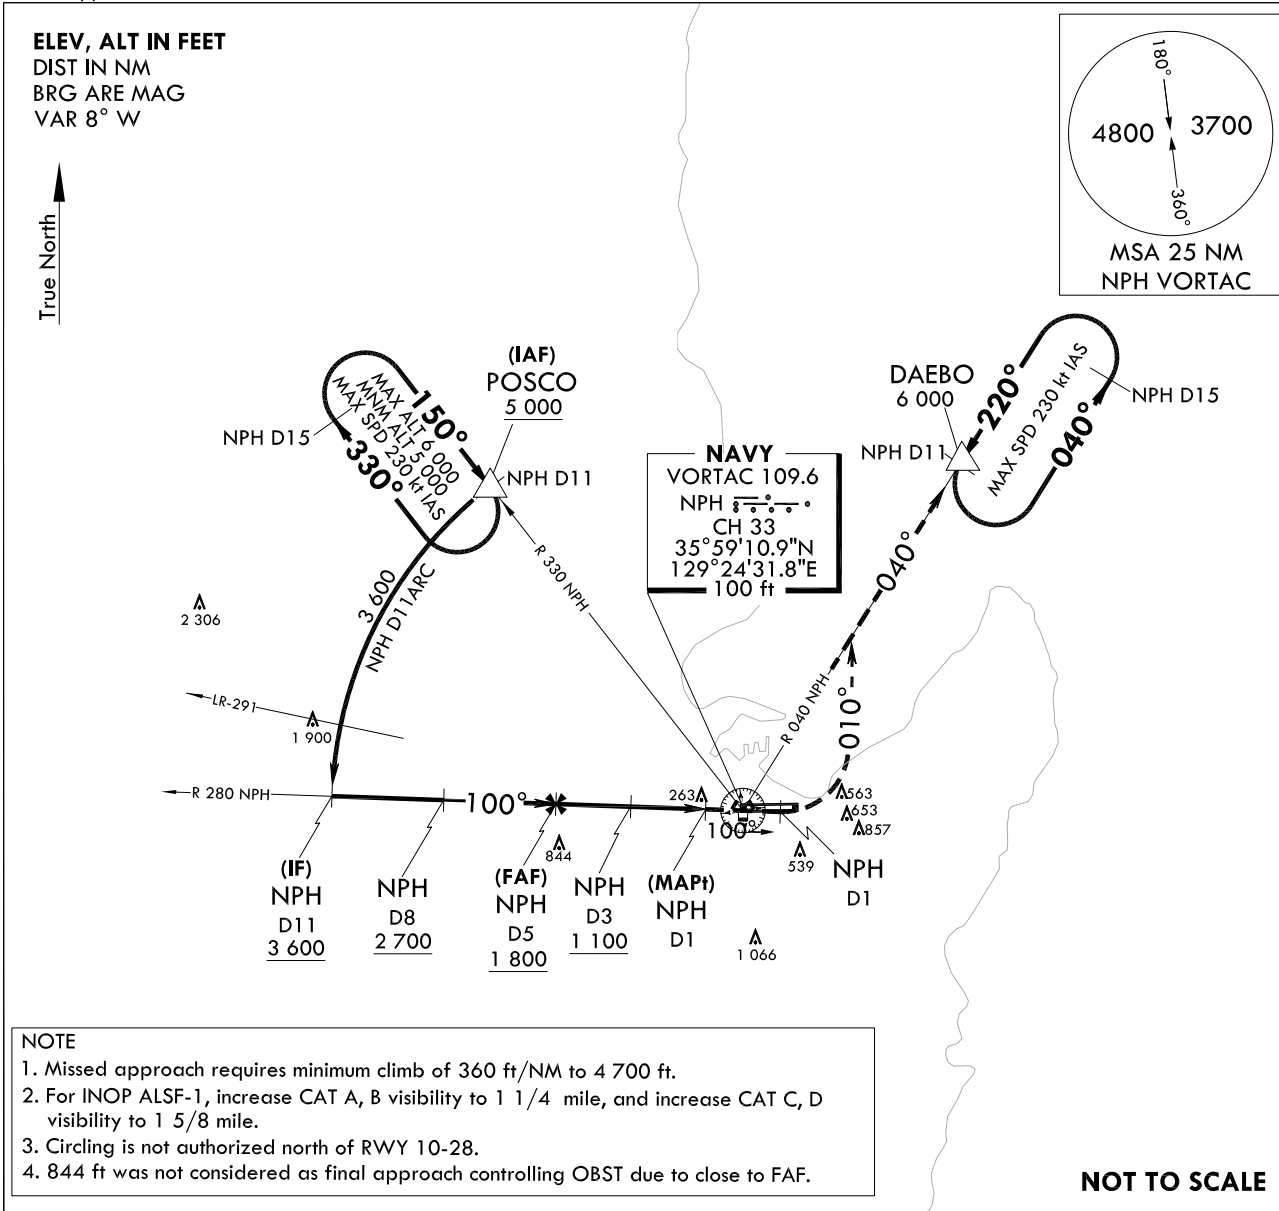 ELEV, ALT IN FEET
DIST IN NM
BRG ARE MAG
VAR 8° W
True North
180°
4800
3700
360°
MSA 25 NM
NPH VORTAC
(IAF)
POSCO
5 000
MAX ALT 6 000
MNM ALT 5 000
MAX SPD 230 kt IAS
150°
330°
NPH D15
NPH D11
DAEBO
6 000
NPH D11
220°
MAX SPD 230 kt IAS
040°
NPH D15
NAVY
VORTAC 109.6
NPH
CH 33
35°59'10.9"N
129°24'31.8"E
100 ft
R 330 NPH
3 600
NPH D11ARC
2 306
LR-291
1 900
R 280 NPH
040°
R 040 NPH
010°
100°
263
100°
563
653
857
844
539
1 066
(IF)
NPH
D11
3 600
NPH
D8
2 700
(FAF)
NPH
D5
1 800
NPH
D3
1 100
(MAPt)
NPH
D1
NPH
D1
NOTE
1. Missed approach requires minimum climb of 360 ft/NM to 4 700 ft.
2. For INOP ALSF-1, increase CAT A, B visibility to 1 1/4 mile, and increase CAT C, D
visibility to 1 5/8 mile.
3. Circling is not authorized north of RWY 10-28.
4. 844 ft was not considered as final approach controlling OBST due to close to FAF.
NOT TO SCALE